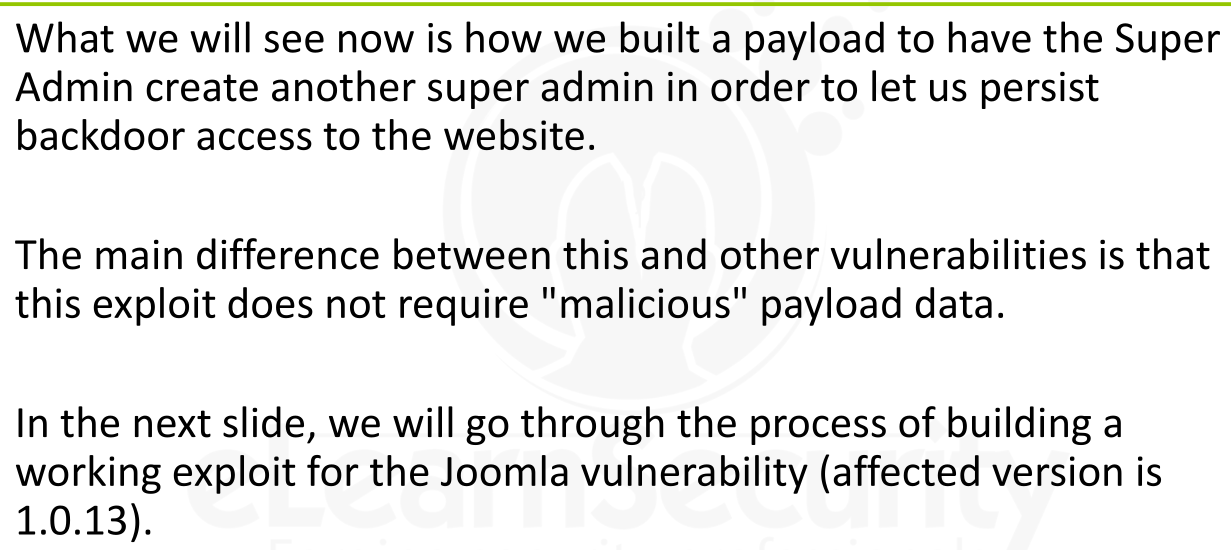 What we will see now is how we built a payload to have the Super
Admin create another super admin in order to let us persist
backdoor access to the website.
The main difference between this and other vulnerabilities is that
this exploit does not require "malicious" payload data.
In the next slide, we will go through the process of building a
working exploit for the Joomla vulnerability (affected version is
1.0.13).
eLearnSecurity